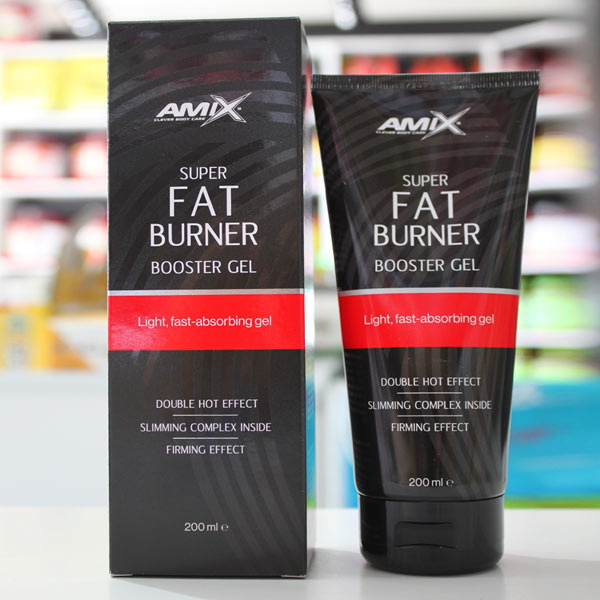 AMIX
CLEVER BODY CARE
SUPER
FAT
BURNER
BOOSTER GEL
Light, fast-absorbing gel
DOUBLE HOT EFFECT
SLIMMING COMPLEX INSIDE
FIRMING EFFECT
200 ml ℮
AMIX
CLEVER BODY CARE
SUPER
FAT
BURNER
BOOSTER GEL
Light, fast-absorbing gel
DOUBLE HOT EFFECT
SLIMMING COMPLEX INSIDE
FIRMING EFFECT
200 ml ℮